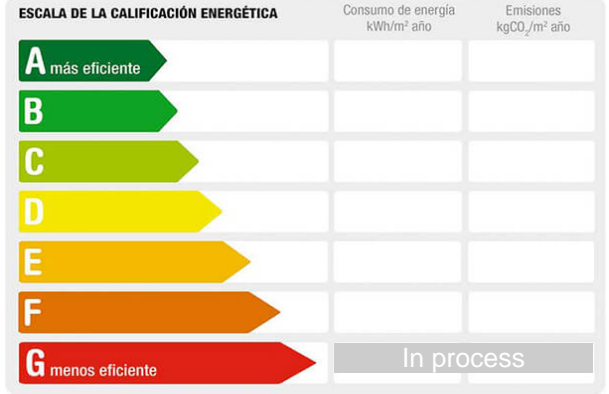 ESCALA DE LA CALIFICACIÓN ENERGÉTICA
Consumo de energía
kWh/m² año
Emisiones
kgCO₂/m² año
A más eficiente
B
C
D
E
F
G menos eficiente
In process